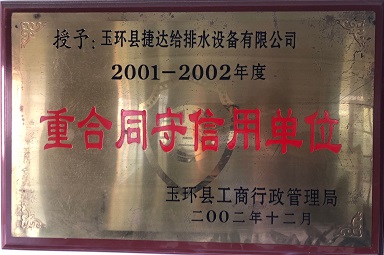 授予：玉环县捷达给排水设备有限公司
2001-2002年度
重合同守信用单位
玉环县工商行政管理局
二〇〇二年十二月